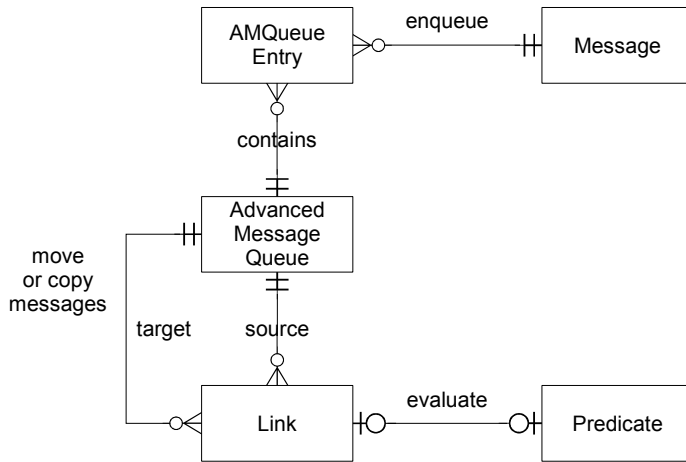 AMQueue
Entry
enqueue
Message
contains
Advanced
Message
Queue
move
or copy
messages
target
source
Link
evaluate
Predicate